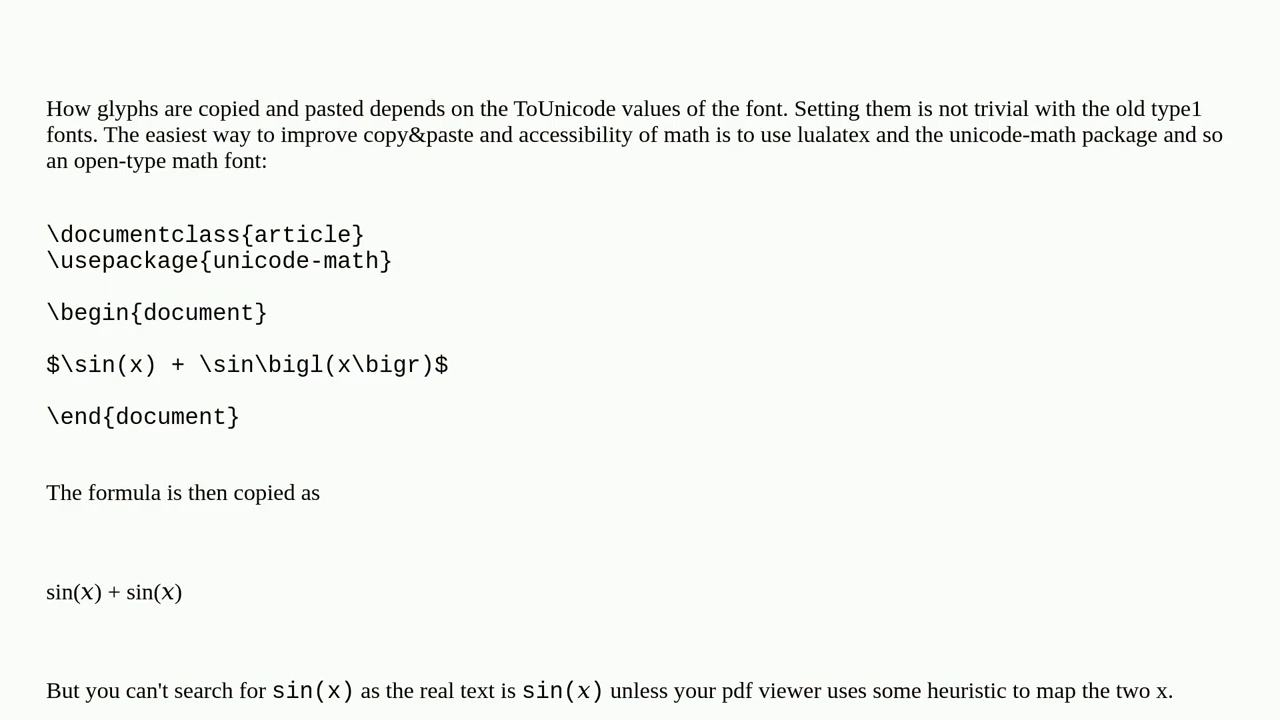 How glyphs are copied and pasted depends on the ToUnicode values of the font. Setting them is not trivial with the old type1
fonts. The easiest way to improve copy&paste and accessibility of math is to use lualatex and the unicode-math package and so
an open-type math font:
\documentclass{article}
\usepackage{unicode-math}
\begin{document}
$\sin(x) + \sin\bigl(x\bigr)$
\end{document}
The formula is then copied as
sin(𝑥) + sin(𝑥)
But you can't search for sin(x) as the real text is sin(𝑥) unless your pdf viewer uses some heuristic to map the two x.